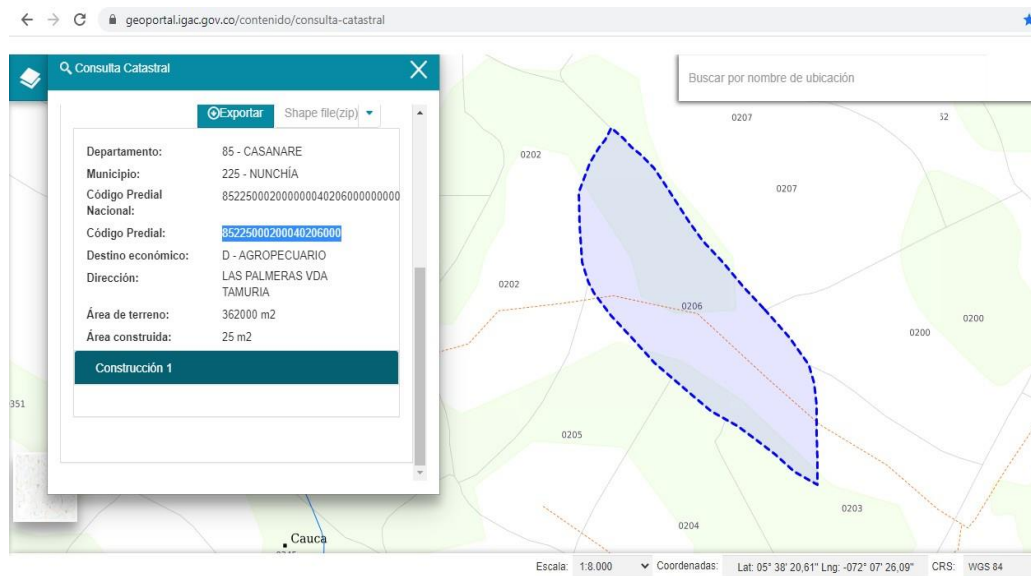 geoportal.igac.gov.co/contenido/consulta-catastral
Consulta Catastral
Buscar por nombre de ubicación
Exportar Shape file(zip)
Departamento: 85 - CASANARE
Municipio: 225 - NUNCHÍA
Código Predial Nacional: 852250002000000040206000000000
Código Predial: 85225000200040206000
Destino económico: D - AGROPECUARIO
Dirección: LAS PALMERAS VDA
TAMURIA
Área de terreno: 362000 m2
Área construida: 25 m2
Construcción 1
0207
52
0202
0207
0202
0206
0200
0200
351
0205
0203
0204
Cauca
Escala: 1:8.000 Coordenadas: Lat: 05° 38' 20,61" Lng: -072° 07' 26,09" CRS: WGS 84